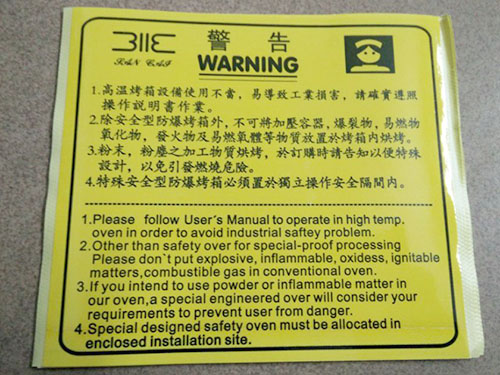 警告
RAN CAI
WARNING
1.高溫烤箱設備使用不當，易導致工業損害，請確實遵照
操作說明書作業。
2.除安全型防爆烤箱外，不可將加壓容器，爆裂物，易燃物
氧化物，發火物及易燃氣體等物質放置於烤箱內烘烤。
3.粉末，粉塵之加工物質烘烤，於訂購時請告知以便特殊
設計，以免引發燃燒危險。
4.特殊安全型防爆烤箱必須置於獨立操作安全隔間內。
1.Please follow User's Manual to operate in high temp.
oven in order to avoid industrial saftey problem.
2.Other than safety over for special-proof processing
Please don`t put explosive, inflammable, oxidess, ignitable
matters,combustible gas in conventional oven.
3.If you intend to use powder or inflammable matter in
our oven,a special engineered over will consider your
requirements to prevent user from danger.
4.Special designed safety oven must be allocated in
enclosed installation site.